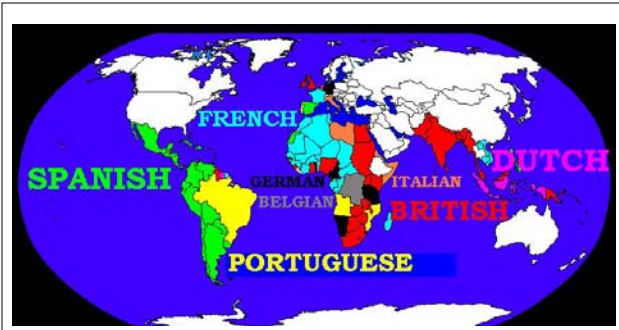 FRENCH
DUTCH
SPANISH
GERMAN
ITALIAN
BELGIAN
BRITISH
PORTUGUESE